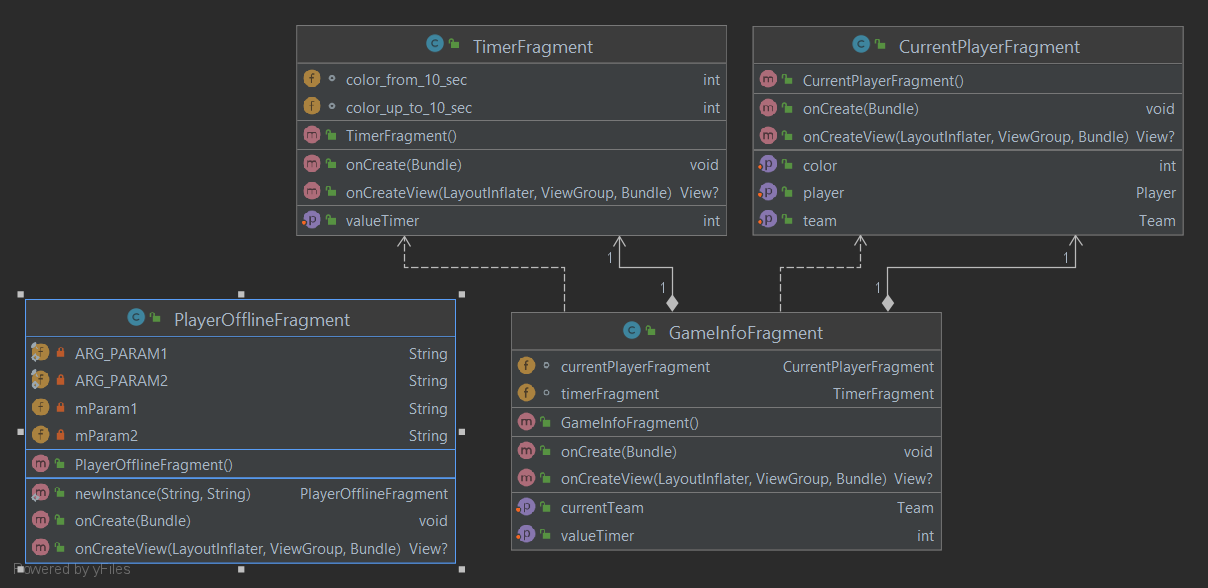 TimerFragment
color_from_10_sec int
color_up_to_10_sec int
TimerFragment()
onCreate(Bundle) void
onCreateView(LayoutInflater, ViewGroup, Bundle) View?
valueTimer int
CurrentPlayerFragment
CurrentPlayerFragment()
onCreate(Bundle) void
onCreateView(LayoutInflater, ViewGroup, Bundle) View?
color int
player Player
team Team
1
1
1
1
PlayerOfflineFragment
ARG_PARAM1 String
ARG_PARAM2 String
mParam1 String
mParam2 String
PlayerOfflineFragment()
newInstance(String, String) PlayerOfflineFragment
onCreate(Bundle) void
onCreateView(LayoutInflater, ViewGroup, Bundle) View?
GameInfoFragment
currentPlayerFragment CurrentPlayerFragment
timerFragment TimerFragment
GameInfoFragment()
onCreate(Bundle) void
onCreateView(LayoutInflater, ViewGroup, Bundle) View?
currentTeam Team
valueTimer int
Powered by yFiles